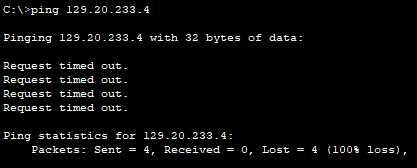 C:\>ping 129.20.233.4
Pinging 129.20.233.4 with 32 bytes of data:
Request timed out.
Request timed out.
Request timed out.
Request timed out.
Ping statistics for 129.20.233.4:
Packets: Sent = 4, Received = 0, Lost = 4 (100% loss),